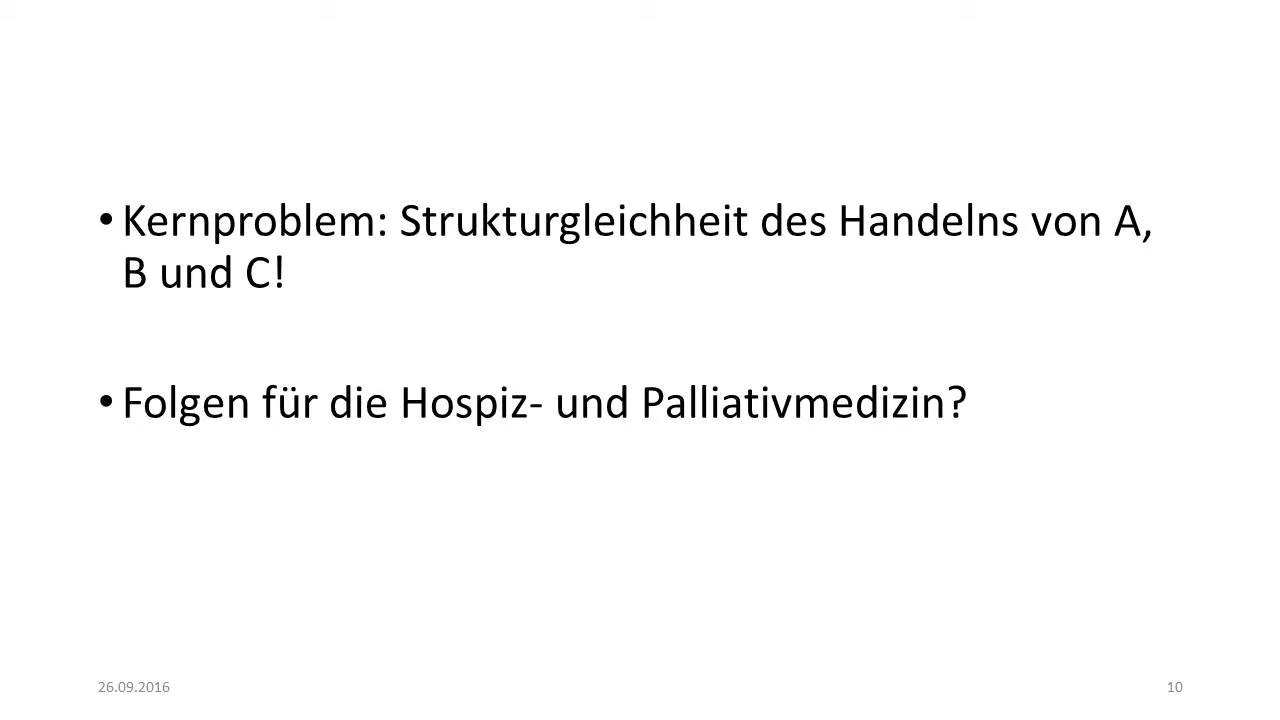 • Kernproblem: Strukturgleichheit des Handelns von A,
B und C!
• Folgen für die Hospiz- und Palliativmedizin?
26.09.2016
10